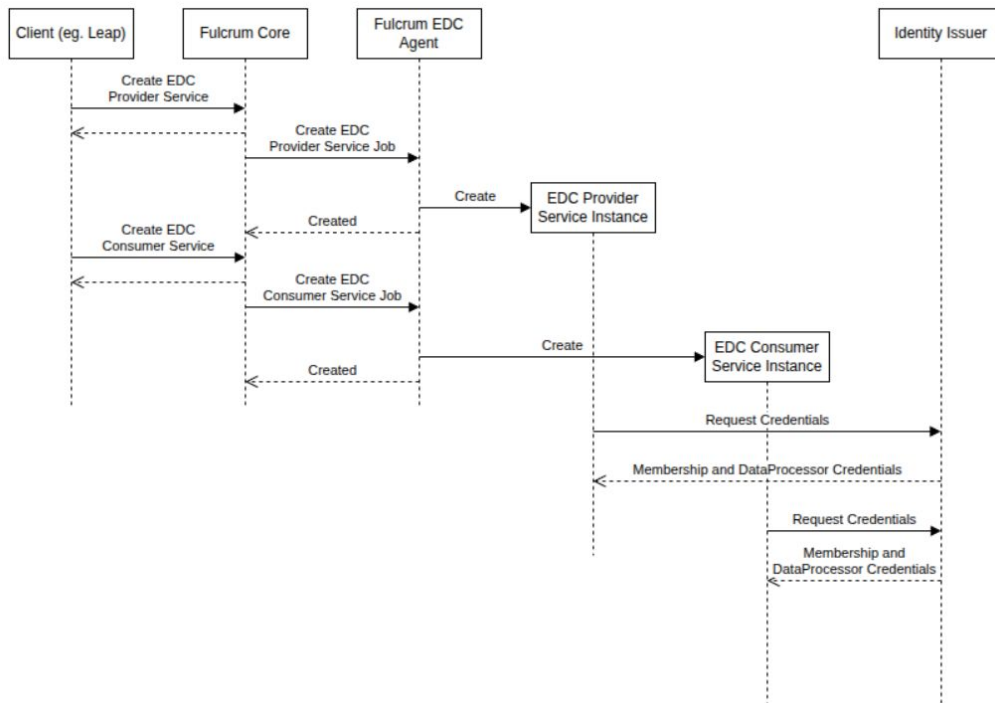 Client (eg. Leap)
Fulcrum Core
Fulcrum EDC
Agent
Identity Issuer
Create EDC
Provider Service
Create EDC
Provider Service Job
Create
EDC Provider
Service Instance
Created
Create EDC
Consumer Service
Create EDC
Consumer Service Job
Create
EDC Consumer
Service Instance
Created
Request Credentials
Membership and DataProcessor Credentials
Request Credentials
Membership and
DataProcessor Credentials